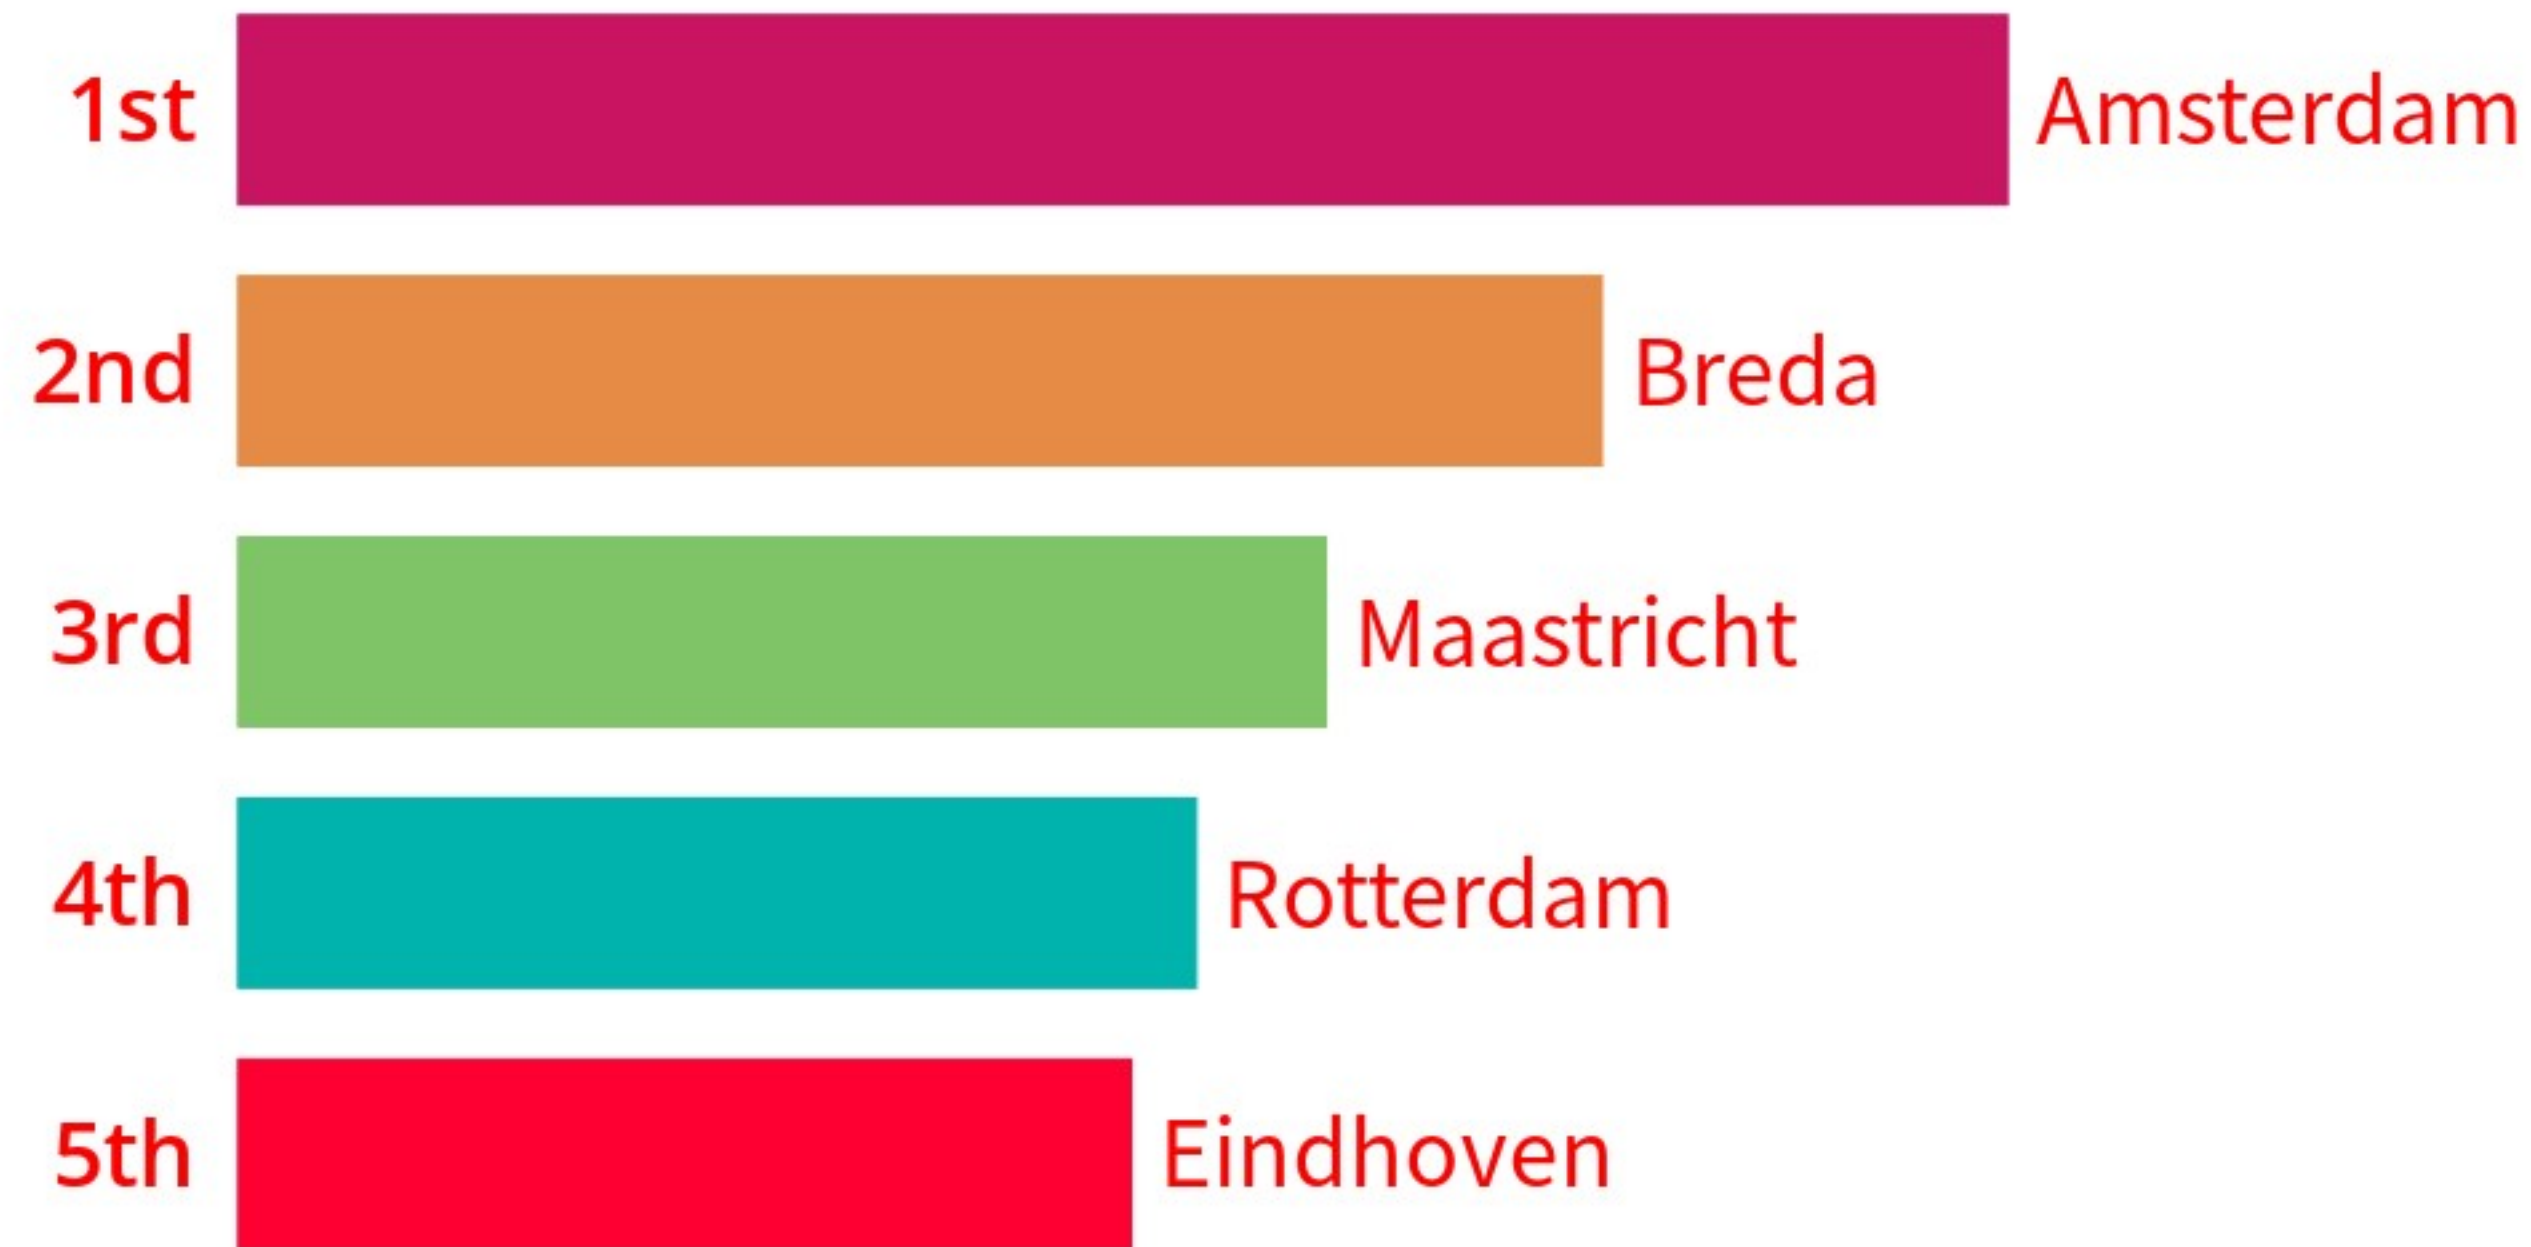 1st Amsterdam
2nd Breda
3rd Maastricht
4th Rotterdam
5th Eindhoven